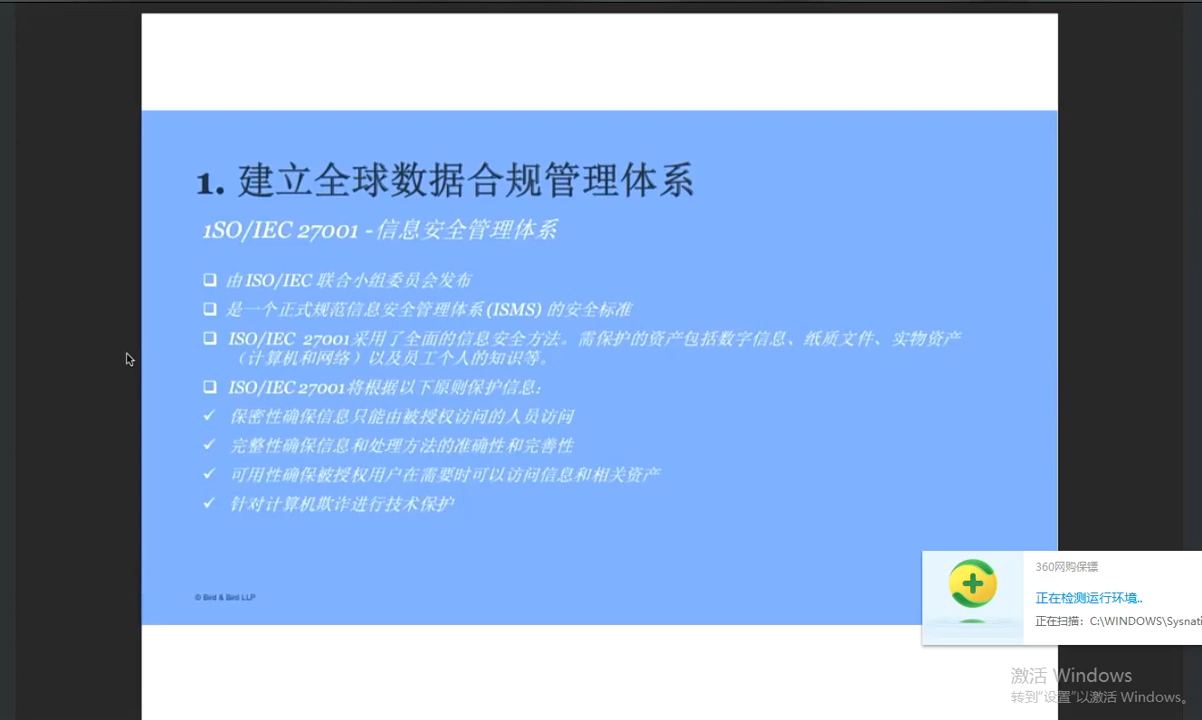 1. 建立全球数据合规管理体系
1SO/IEC 27001 - 信息安全管理体系
❑ 由 ISO/IEC 联合小组委员会发布
❑ 是一个正式规范信息安全管理体系 (ISMS) 的安全标准
❑ ISO/IEC 27001采用了全面的信息安全方法。需保护的资产包括数字信息、纸质文件、实物资产
（计算机和网络）以及员工个人的知识等。
❑ ISO/IEC 27001将根据以下原则保护信息：
✓ 保密性确保信息只能由被授权访问的人员访问
✓ 完整性确保信息和处理方法的准确性和完善性
✓ 可用性确保被授权用户在需要时可以访问信息和相关资产
✓ 针对计算机欺诈进行技术保护
© Bird & Bird LLP
360网购保镖
正在检测运行环境..
正在扫描：C:\WINDOWS\Sysnati
激活 Windows
转到“设置”以激活 Windows。